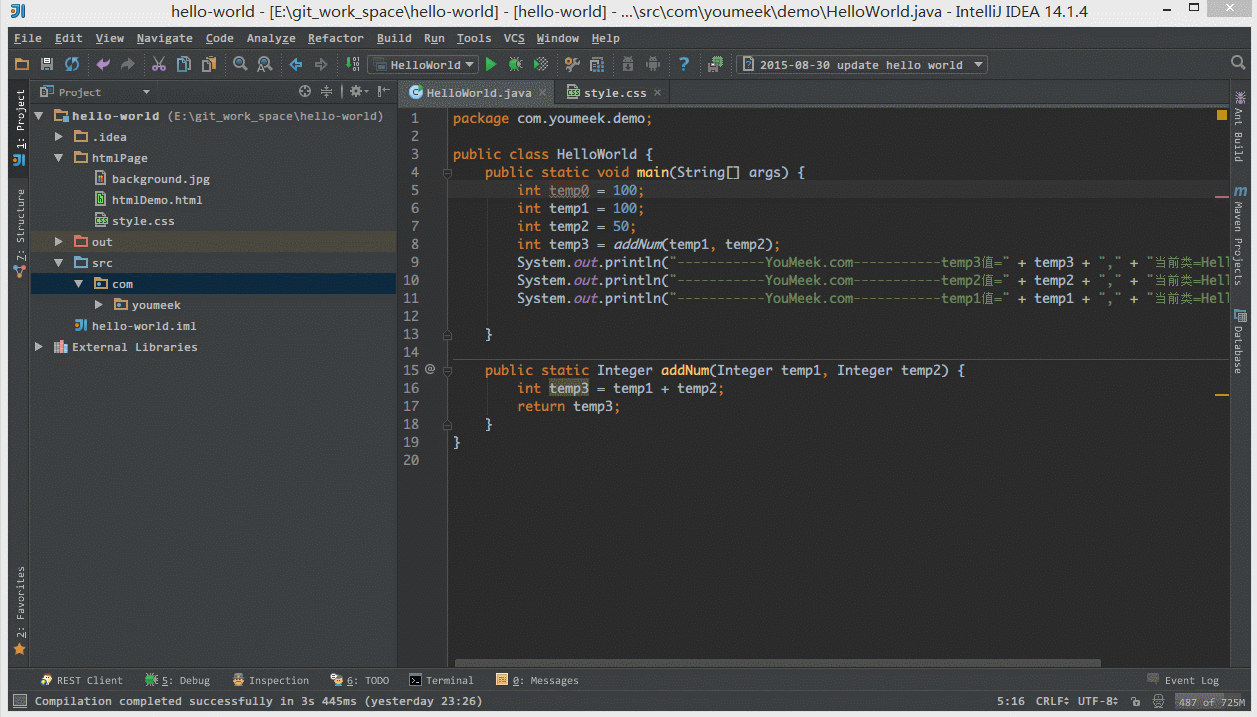 hello-world - [E:\git_work_space\hello-world] - [hello-world] - ...\src\com\youmeek\demo\HelloWorld.java - IntelliJ IDEA 14.1.4
File Edit View Navigate Code Analyze Refactor Build Run Tools VCS Window Help
HelloWorld 2015-08-30 update hello world
Project
HelloWorld.java
style.css
1: Project
7: Structure
2: Favorites
hello-world (E:\git_work_space\hello-world)
.idea
htmlPage
background.jpg
htmlDemo.html
style.css
out
src
com
youmeek
hello-world.iml
External Libraries
1 package com.youmeek.demo;
2
3 public class HelloWorld {
4 public static void main(String[] args) {
5 int temp0 = 100;
6 int temp1 = 100;
7 int temp2 = 50;
8 int temp3 = addNum(temp1, temp2);
9 System.out.println("-----------YouMeek.com-----------temp3值=" + temp3 + "," + "当前类=Hell
10 System.out.println("-----------YouMeek.com-----------temp2值=" + temp2 + "," + "当前类=Hell
11 System.out.println("-----------YouMeek.com-----------temp1值=" + temp1 + "," + "当前类=Hell
12
13 }
14
15 @ public static Integer addNum(Integer temp1, Integer temp2) {
16 int temp3 = temp1 + temp2;
17 return temp3;
18 }
19 }
20
Ant Build
m Maven Projects
Database
REST Client 5: Debug Inspection 6: TODO Terminal 0: Messages Event Log
Compilation completed successfully in 3s 445ms (yesterday 23:26) 5:16 CRLF UTF-8 487 of 725M